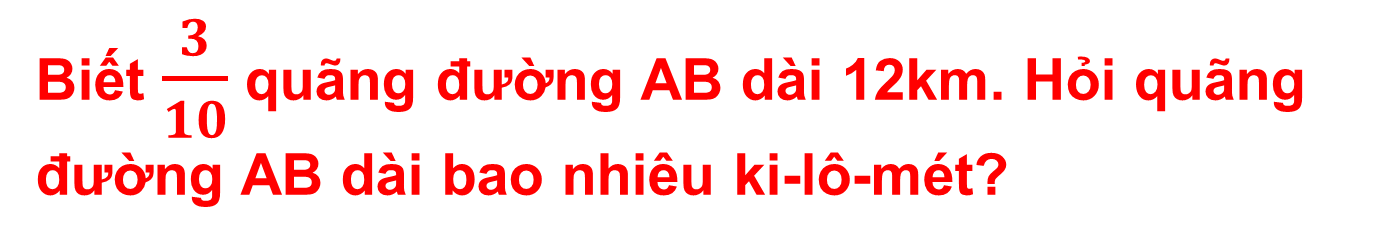 Biết 3/10 quãng đường AB dài 12km. Hỏi quãng
đường AB dài bao nhiêu ki-lô-mét?